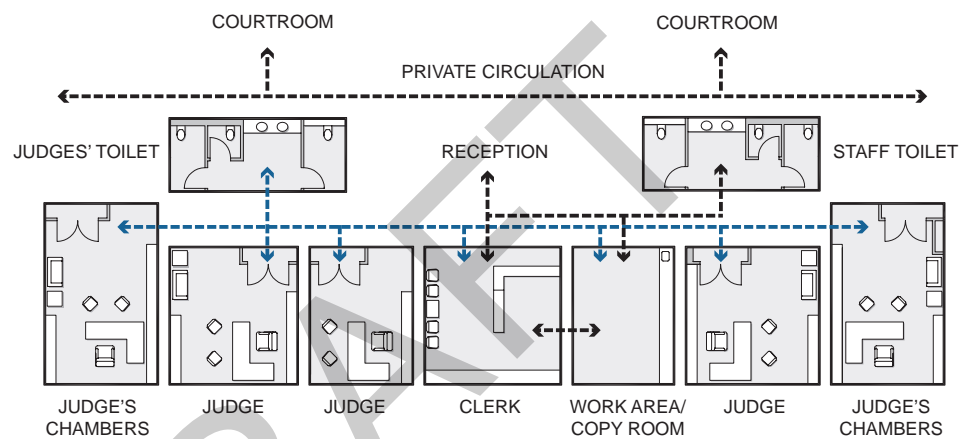 COURTROOM COURTROOM
PRIVATE CIRCULATION
JUDGES' TOILET RECEPTION STAFF TOILET
JUDGE'S CHAMBERS
JUDGE
JUDGE
CLERK
WORK AREA/
COPY ROOM
JUDGE
JUDGE'S
CHAMBERS
DRAFT